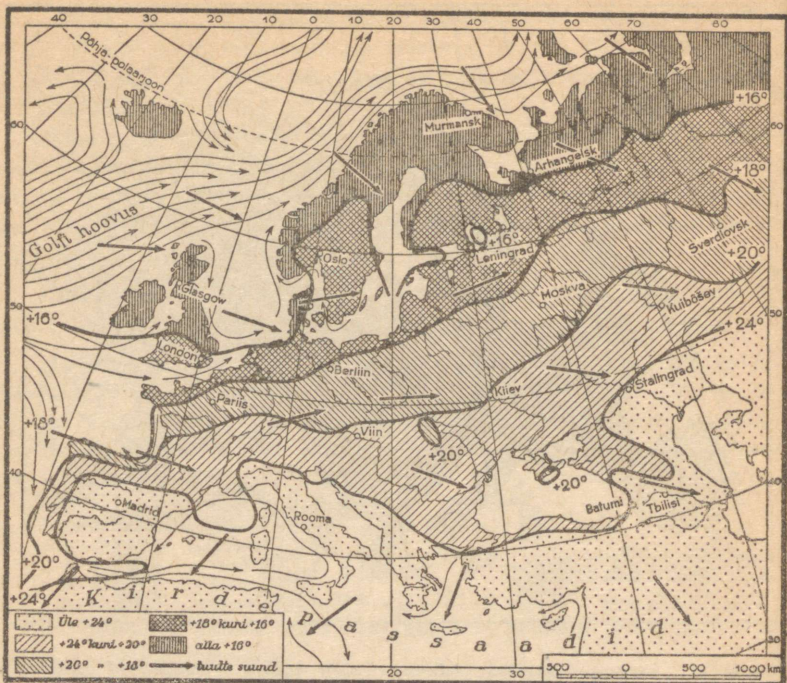 40 30 20 10 0 10 20 30 40 50 60 70 80
Põhja-polaarjoon
60
+16°
Murmansk
60
Arhangelsk
+18°
Golfi hoovus
+16°
Sverdlovsk
Oslo
Leningrad
+20°
Glasgow
Moskva
50
Kuibõšev
50
+16°
London
+24°
Berliin
Stalingrad
Pariis
Kiiev
+18°
Viin
+20°
40
+20°
40
Madrid
Rooma
Batumi
Tbilisi
+20°
+24°
Kirdepassaadid
Üle +24° +18° kuni +16°
+24° kuni +20° alla +16°
+20° " +18° tuulte suund
20
30
500 0 500 1000 km